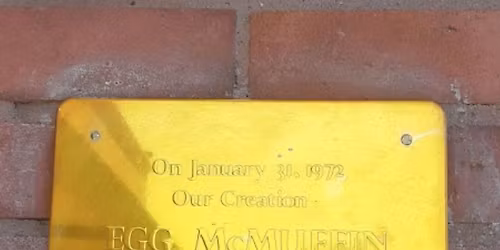 On January 31, 1972
Our Creation
EGG McMUFFIN